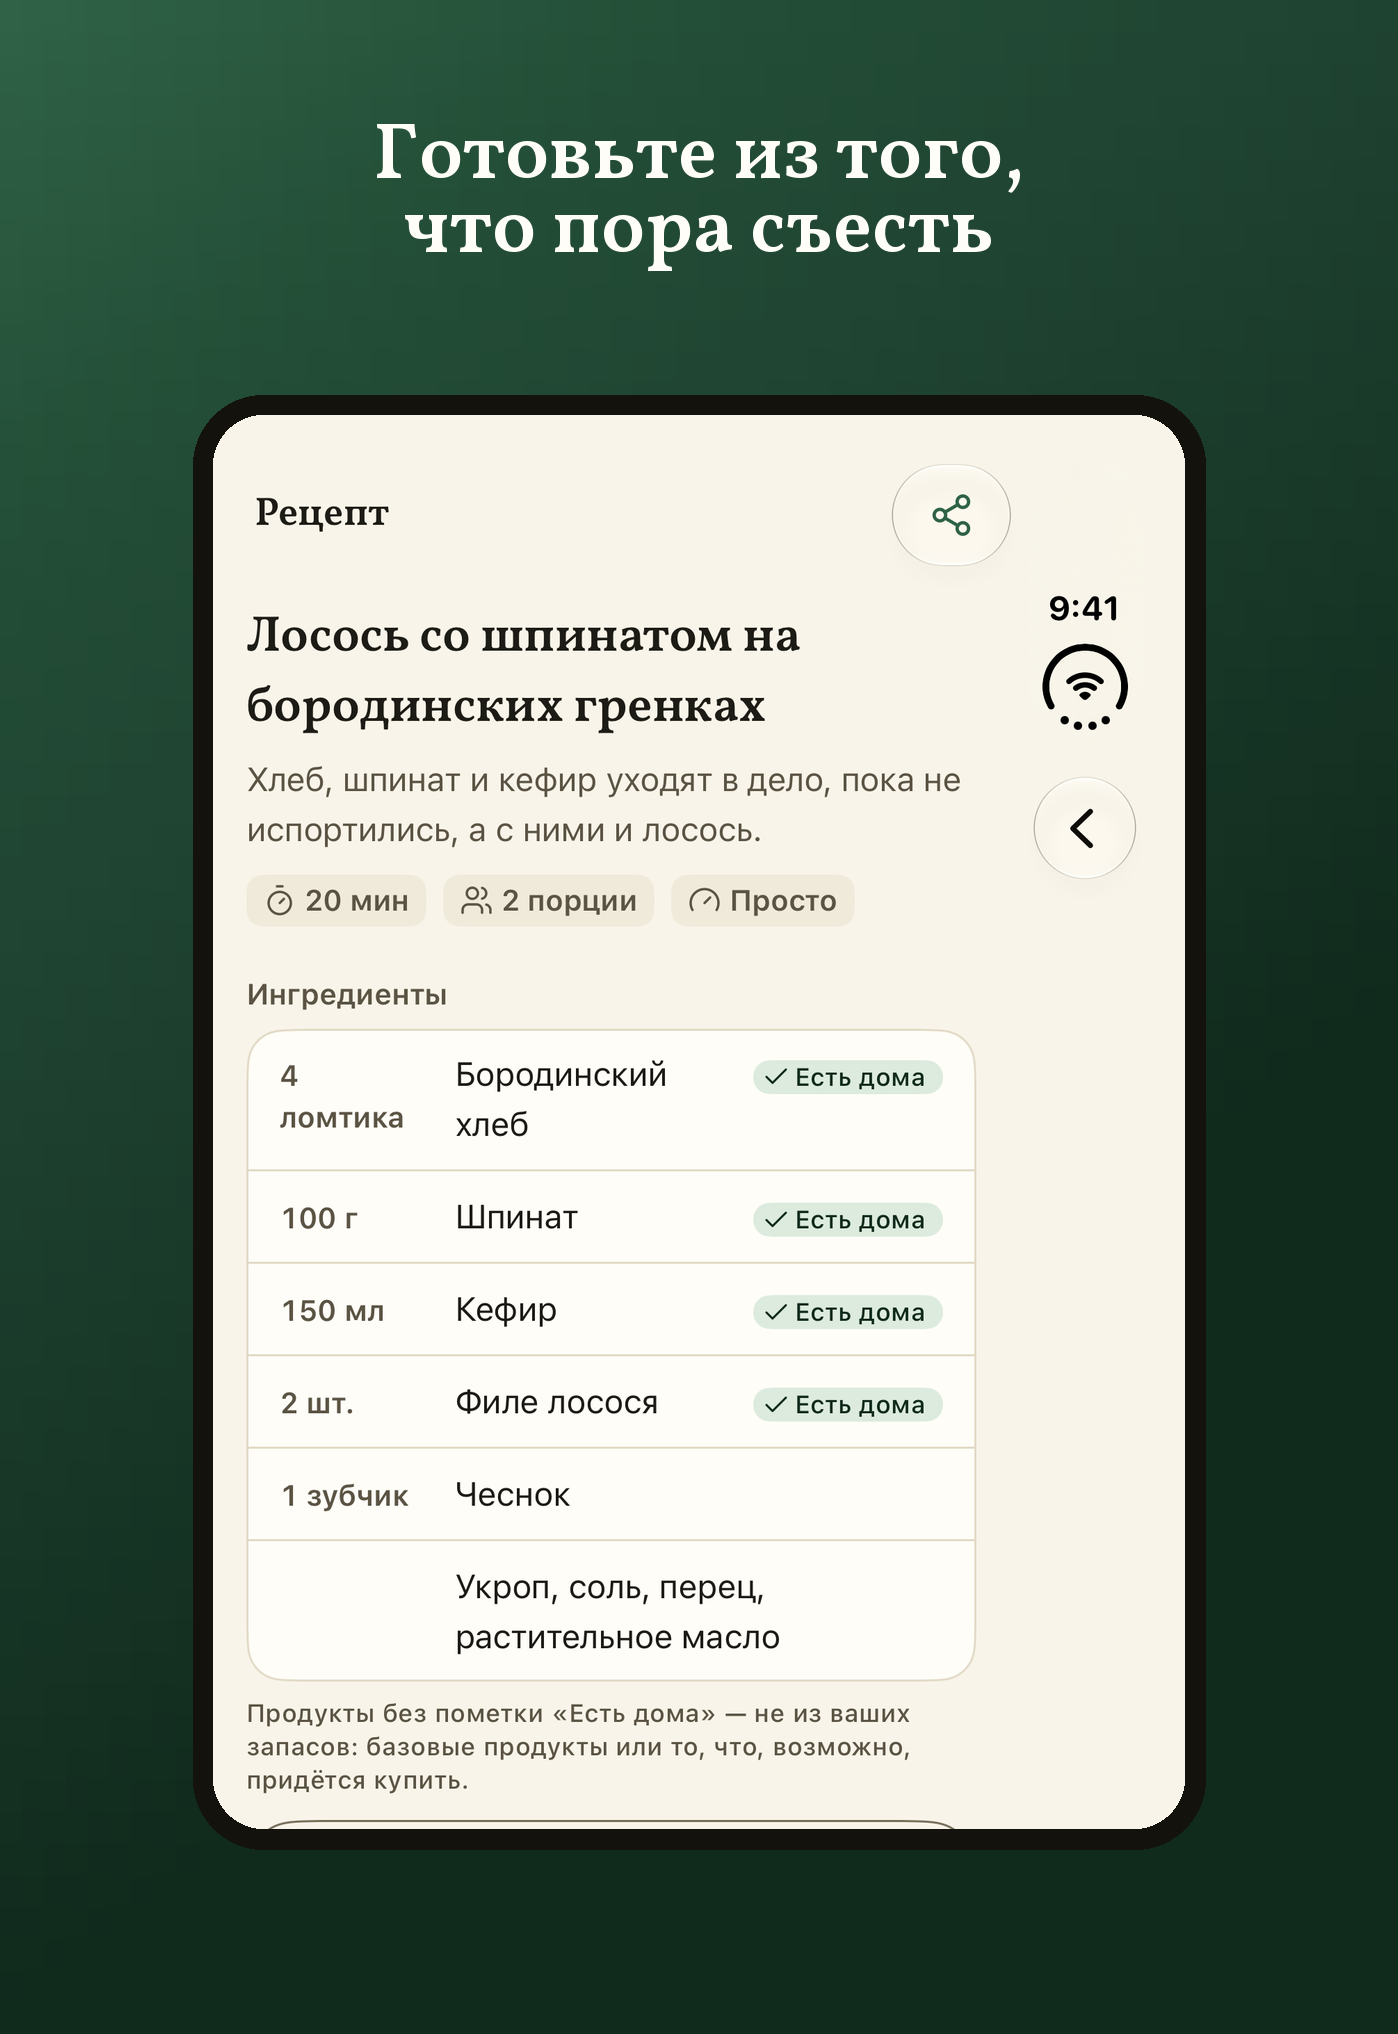 Готовьте из того,
что пора съесть
Рецепт
9:41
Лосось со шпинатом на
бородинских гренках
Хлеб, шпинат и кефир уходят в дело, пока не
испортились, а с ними и лосось.
20 мин
2 порции
Просто
Ингредиенты
4
ломтика
Бородинский
хлеб
Есть дома
100 г
Шпинат
Есть дома
150 мл
Кефир
Есть дома
2 шт.
Филе лосося
Есть дома
1 зубчик
Чеснок
Укроп, соль, перец,
растительное масло
Продукты без пометки «Есть дома» — не из ваших
запасов: базовые продукты или то, что, возможно,
придётся купить.